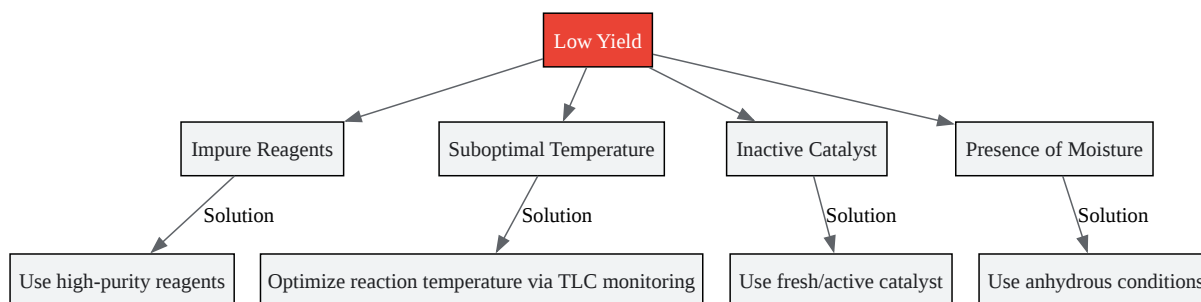 Low Yield
Impure Reagents
Suboptimal Temperature
Inactive Catalyst
Presence of Moisture
Solution
Solution
Solution
Solution
Use high-purity reagents
Optimize reaction temperature via TLC monitoring
Use fresh/active catalyst
Use anhydrous conditions